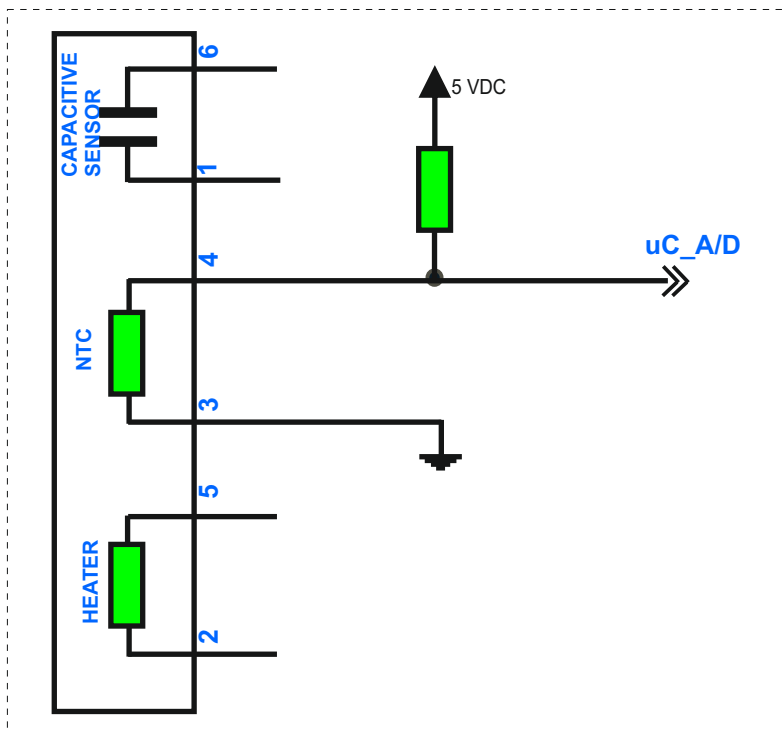 CAPACITIVE
SENSOR
6
1
5 VDC
uC_A/D
4
NTC
3
5
HEATER
2